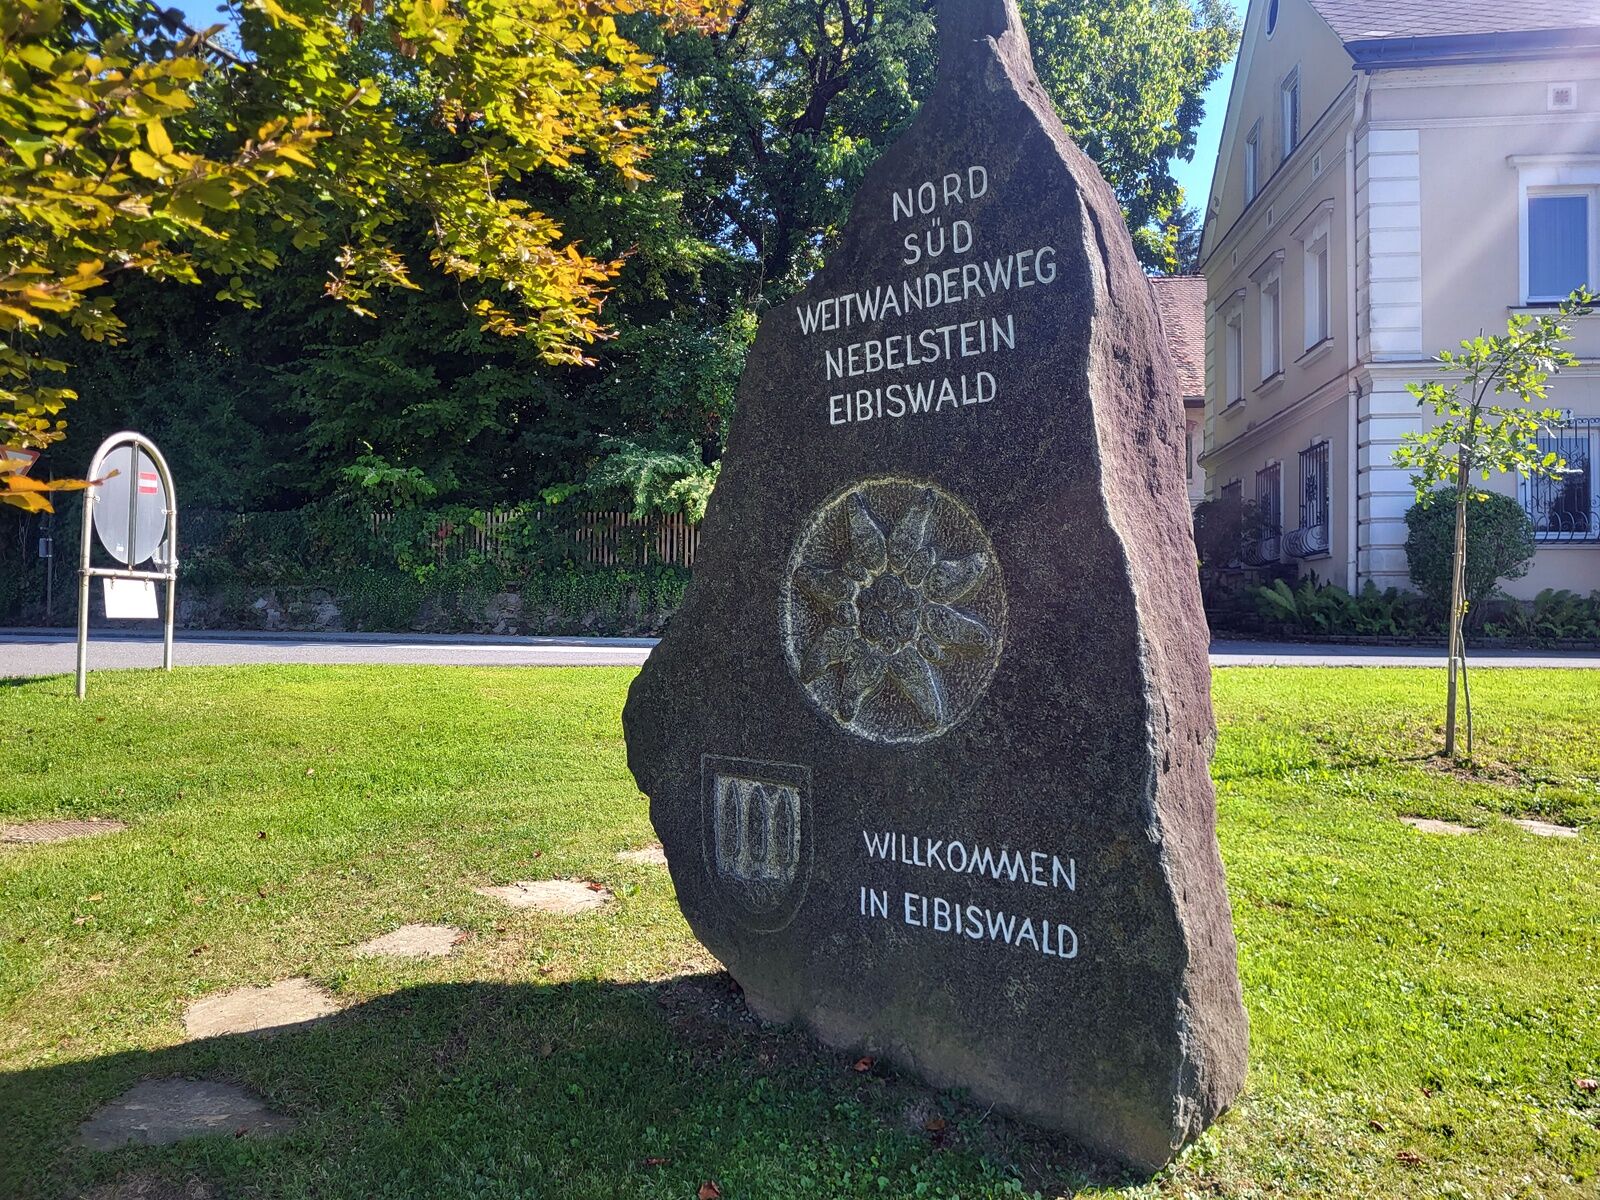 NORD
SÜD
WEITWANDERWEG
NEBELSTEIN
EIBISWALD
WILLKOMMEN
IN EIBISWALD